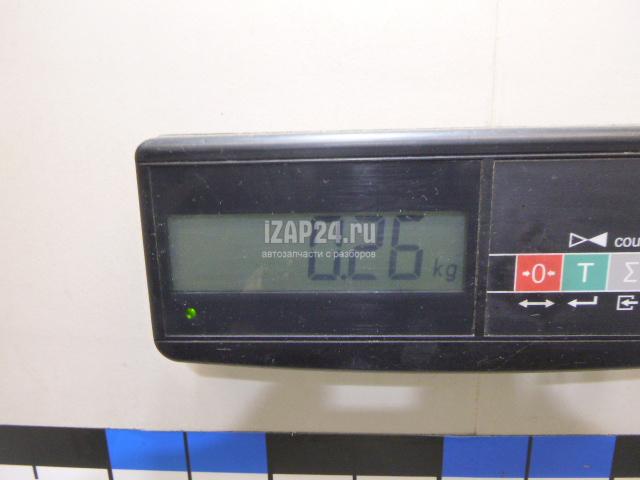 iZAP24.ru
автозапчасти с разборов
0.26 kg
cou
→0← T Σ